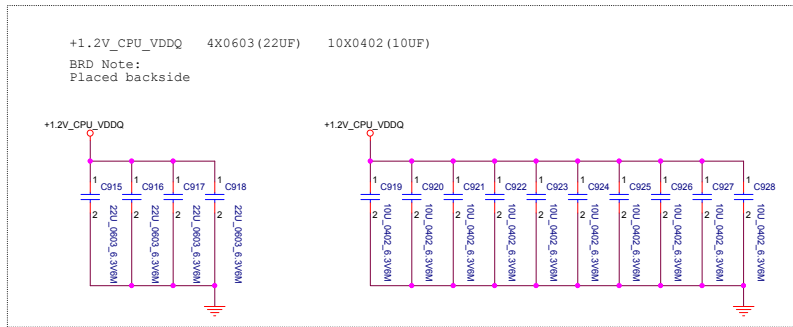 +1.2V_CPU_VDDQ 4X0603(22UF) 10X0402(10UF)
BRD Note:
Placed backside
+1.2V_CPU_VDDQ +1.2V_CPU_VDDQ
1 1 1 1 1 1 1 1 1 1 1 1 1 1
C915 C916 C917 C918 C919 C920 C921 C922 C923 C924 C925 C926 C927 C928
2 2 2 2 2 2 2 2 2 2 2 2 2 2
22U_0603_6.3V6M 22U_0603_6.3V6M 22U_0603_6.3V6M 22U_0603_6.3V6M 10U_0402_6.3V6M 10U_0402_6.3V6M 10U_0402_6.3V6M 10U_0402_6.3V6M 10U_0402_6.3V6M 10U_0402_6.3V6M 10U_0402_6.3V6M 10U_0402_6.3V6M 10U_0402_6.3V6M 10U_0402_6.3V6M